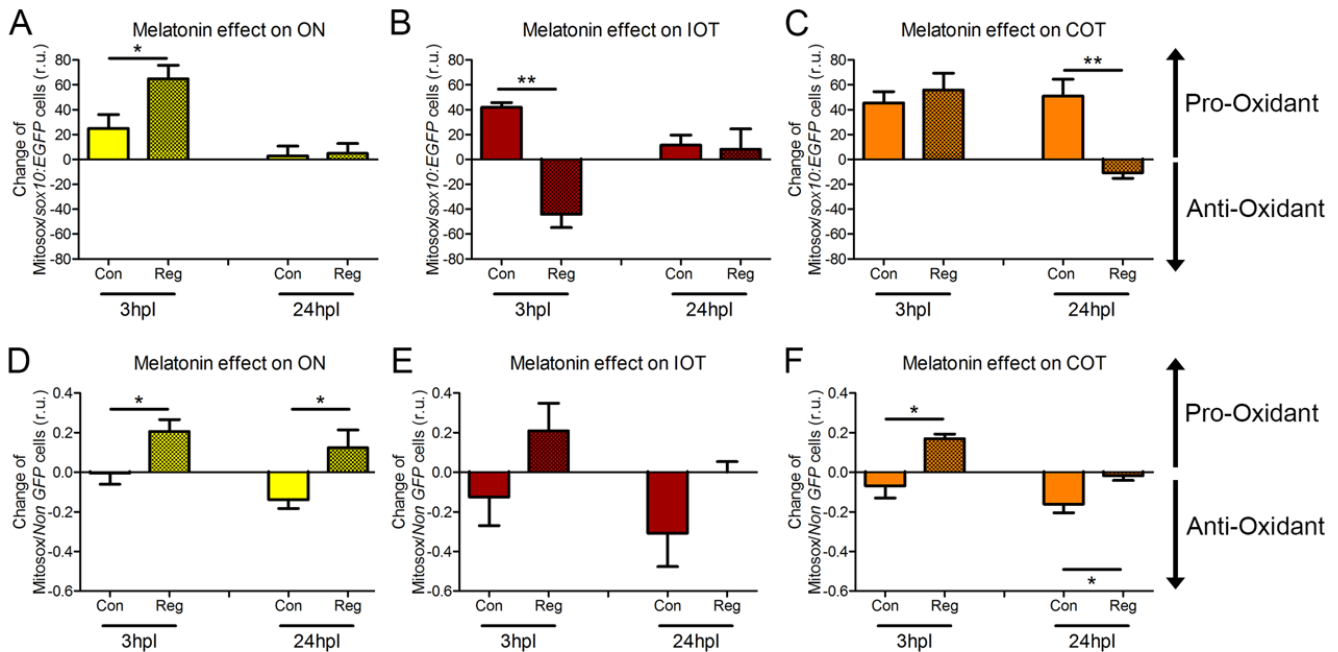 A
Melatonin effect on ON
Change of
Mitosox/sox10:EGFP cells (r.u.)
80
60
40
20
0
-20
-40
-60
-80
*
Con
Reg
Con
Reg
3hpl
24hpl
B
Melatonin effect on IOT
80
60
40
20
0
-20
-40
-60
-80
Change of
Mitosox/sox10:EGFP cells (r.u.)
**
Con
Reg
Con
Reg
3hpl
24hpl
C
Melatonin effect on COT
80
60
40
20
0
-20
-40
-60
-80
Change of
Mitosox/sox10:EGFP cells (r.u.)
**
Con
Reg
Con
Reg
3hpl
24hpl
Pro-Oxidant
Anti-Oxidant
D
Melatonin effect on ON
Change of
Mitosox/Non GFP cells (r.u.)
0.4
0.2
0.0
-0.2
-0.4
-0.6
*
*
Con
Reg
Con
Reg
3hpl
24hpl
E
Melatonin effect on IOT
Change of
Mitosox/Non GFP cells (r.u.)
0.4
0.2
0.0
-0.2
-0.4
-0.6
Con
Reg
Con
Reg
3hpl
24hpl
F
Melatonin effect on COT
Change of
Mitosox/Non GFP cells (r.u.)
0.4
0.2
0.0
-0.2
-0.4
-0.6
*
*
Con
Reg
Con
Reg
3hpl
24hpl
Pro-Oxidant
Anti-Oxidant